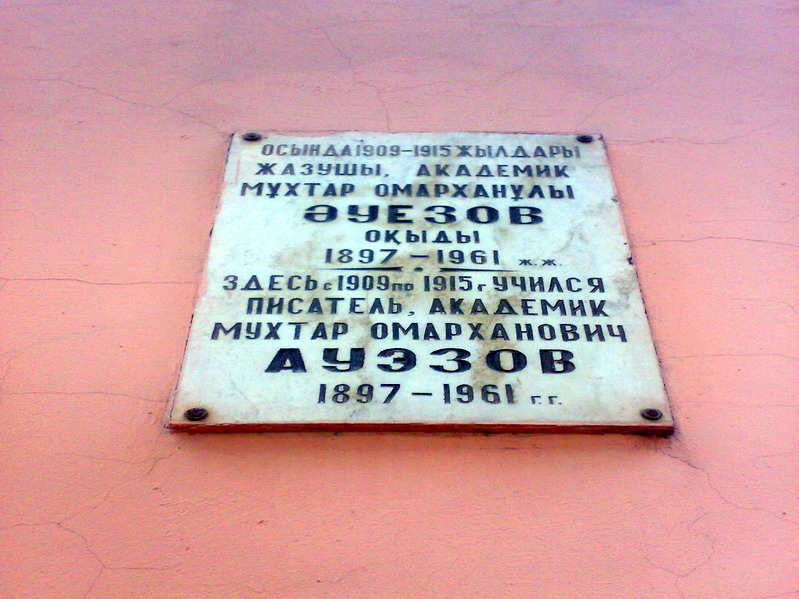 ОСЫНДА 1909-1915 ЖЫЛДАРЫ
ЖАЗУШЫ, АКАДЕМИК
МҰХТАР ОМАРХАНҰЛЫ
ӘУЕЗОВ
ОҚЫДЫ
1897-1961 ж.ж.
ЗДЕСЬ с 1909 по 1915 г УЧИЛСЯ
ПИСАТЕЛЬ, АКАДЕМИК
МУХТАР ОМАРХАНОВИЧ
АУЭЗОВ
1897-1961 г.г.